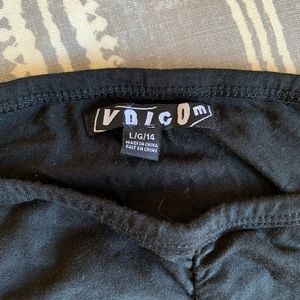 VOlCOm
L/G/14
MADE IN CHINA
FAIT EN CHINE